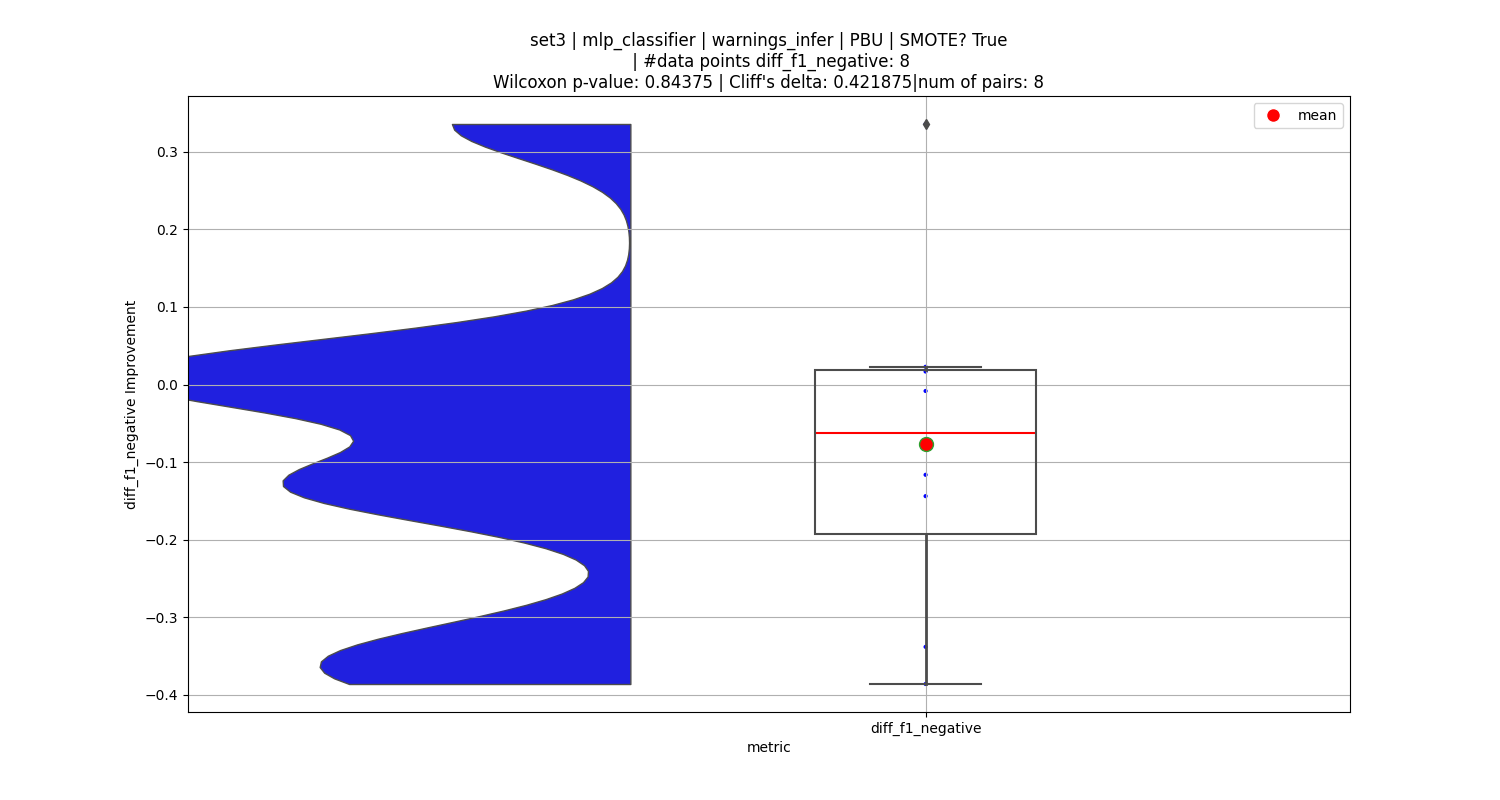 set3 | mlp_classifier | warnings_infer | PBU | SMOTE? True
| #data points diff_f1_negative: 8
Wilcoxon p-value: 0.84375 | Cliff's delta: 0.421875|num of pairs: 8
mean
0.3
0.2
0.1
0.0
−0.1
−0.2
−0.3
−0.4
diff_f1_negative Improvement
diff_f1_negative
metric